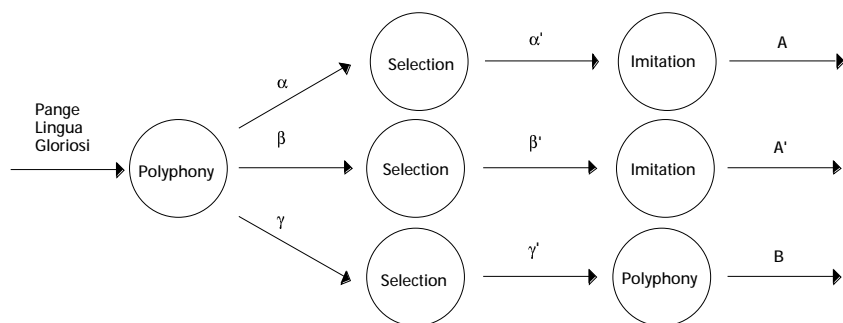 α'
A
Selection
Imitation
α
Pange
Lingua
Gloriosi
β
β'
A'
Polyphony
Selection
Imitation
γ
γ'
B
Selection
Polyphony